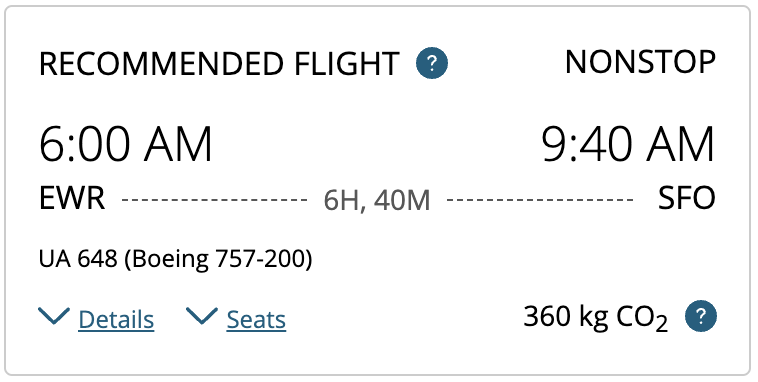 RECOMMENDED FLIGHT ? NONSTOP
6:00 AM 9:40 AM
EWR 6H, 40M SFO
UA 648 (Boeing 757-200)
Details Seats 360 kg CO₂ ?